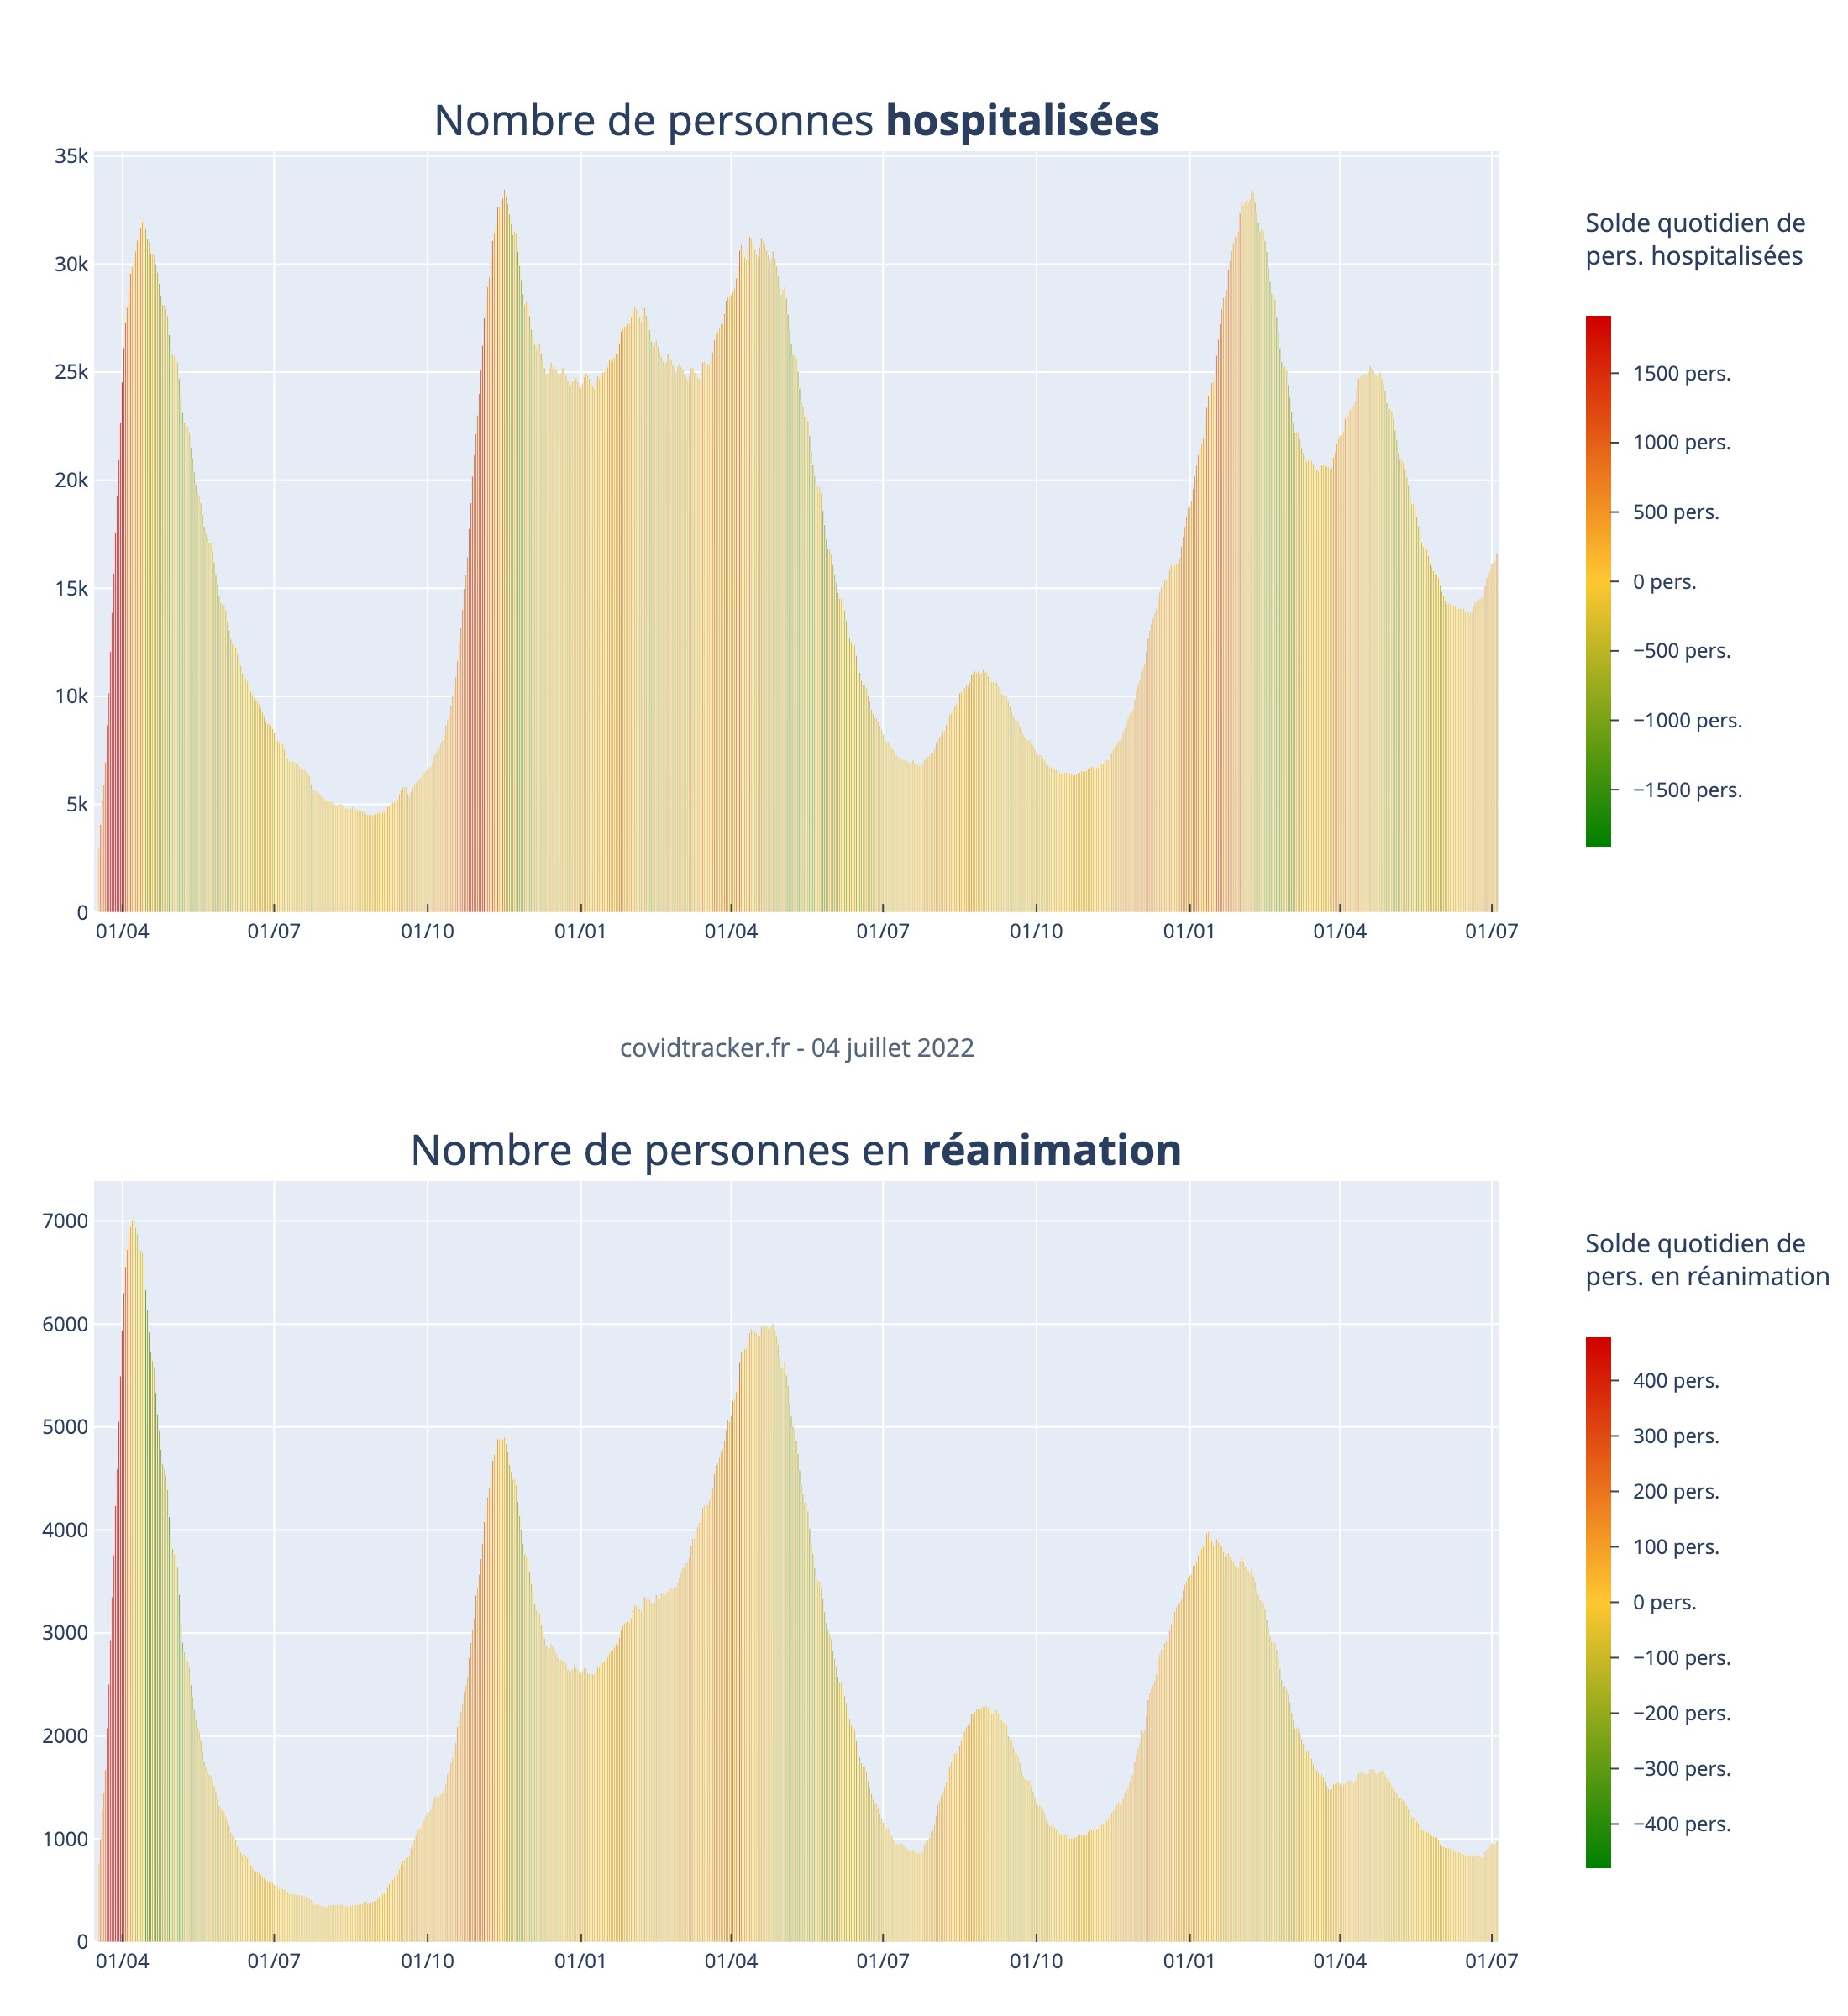 Nombre de personnes hospitalisées
35k
30k
25k
20k
15k
10k
5k
0
01/04 01/07 01/10 01/01 01/04 01/07 01/10 01/01 01/04 01/07
Solde quotidien de
pers. hospitalisées
1500 pers.
1000 pers.
500 pers.
0 pers.
−500 pers.
−1000 pers.
−1500 pers.
covidtracker.fr - 04 juillet 2022
Nombre de personnes en réanimation
7000
6000
5000
4000
3000
2000
1000
0
01/04 01/07 01/10 01/01 01/04 01/07 01/10 01/01 01/04 01/07
Solde quotidien de
pers. en réanimation
400 pers.
300 pers.
200 pers.
100 pers.
0 pers.
−100 pers.
−200 pers.
−300 pers.
−400 pers.